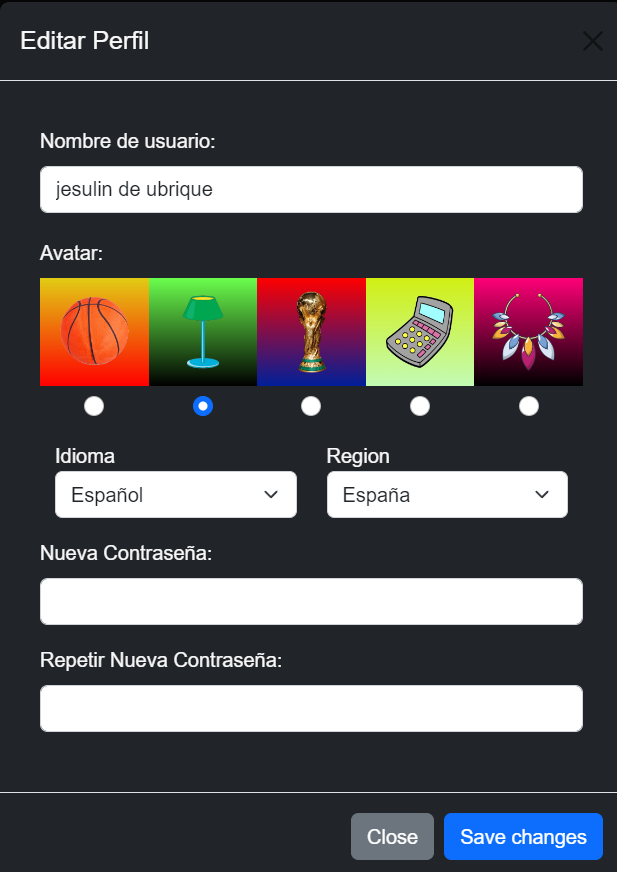 Editar Perfil
Nombre de usuario:
jesulin de ubrique
Avatar:
Idioma
Region
Español
España
Nueva Contraseña:
Repetir Nueva Contraseña:
Close
Save changes